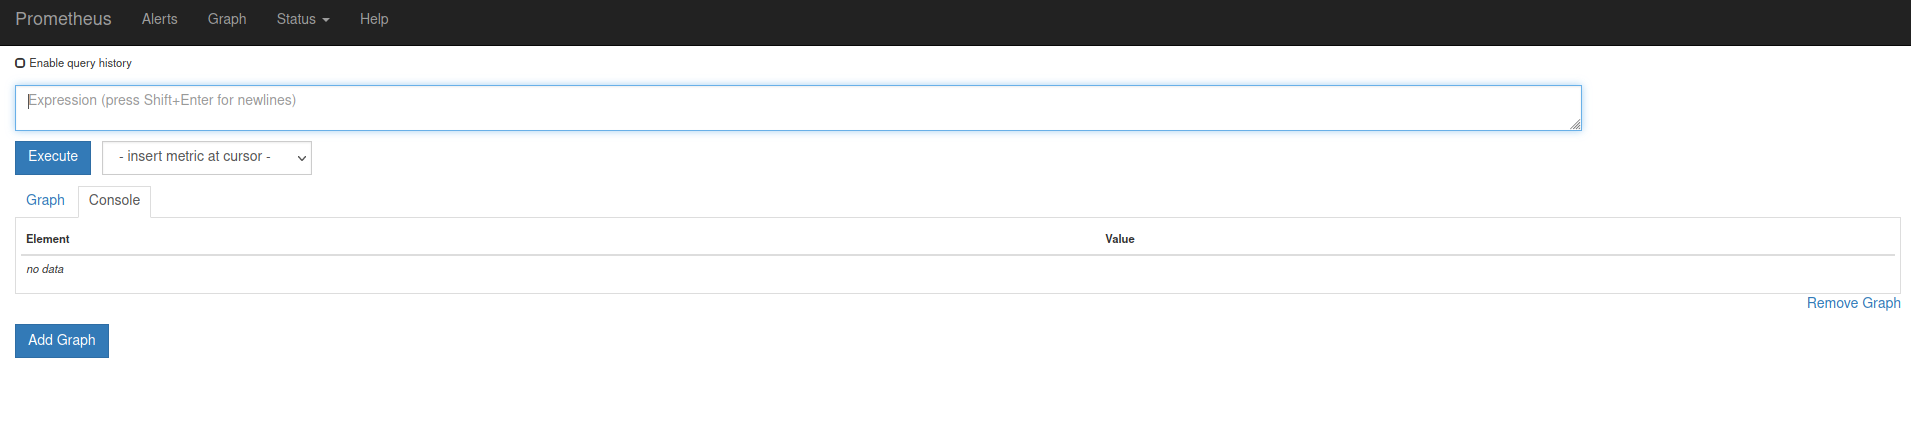 Prometheus Alerts Graph Status Help
Enable query history
Expression (press Shift+Enter for newlines)
Execute - insert metric at cursor -
Graph Console
Element Value
no data
Remove Graph
Add Graph